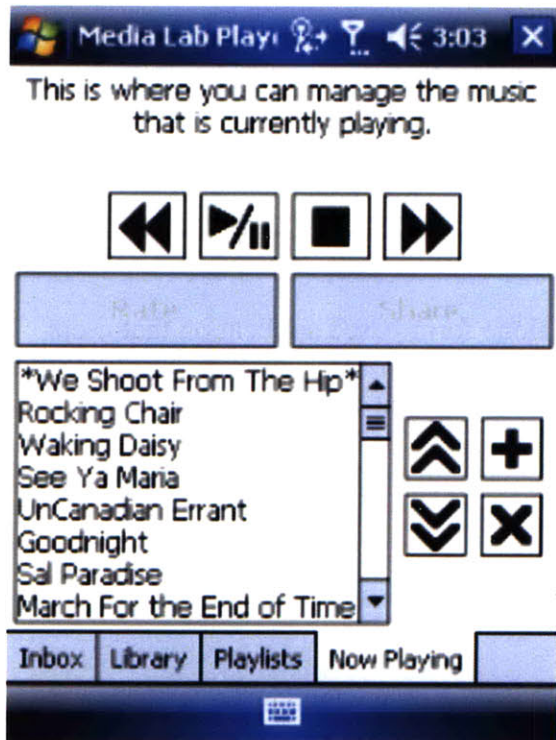 Media Lab Playe 3:03
This is where you can manage the music
that is currently playing.
Rate Share
*We Shoot From The Hip*
Rocking Chair
Waking Daisy
See Ya Maria
UnCanadian Errant
Goodnight
Sal Paradise
March For the End of Time
Inbox Library Playlists Now Playing